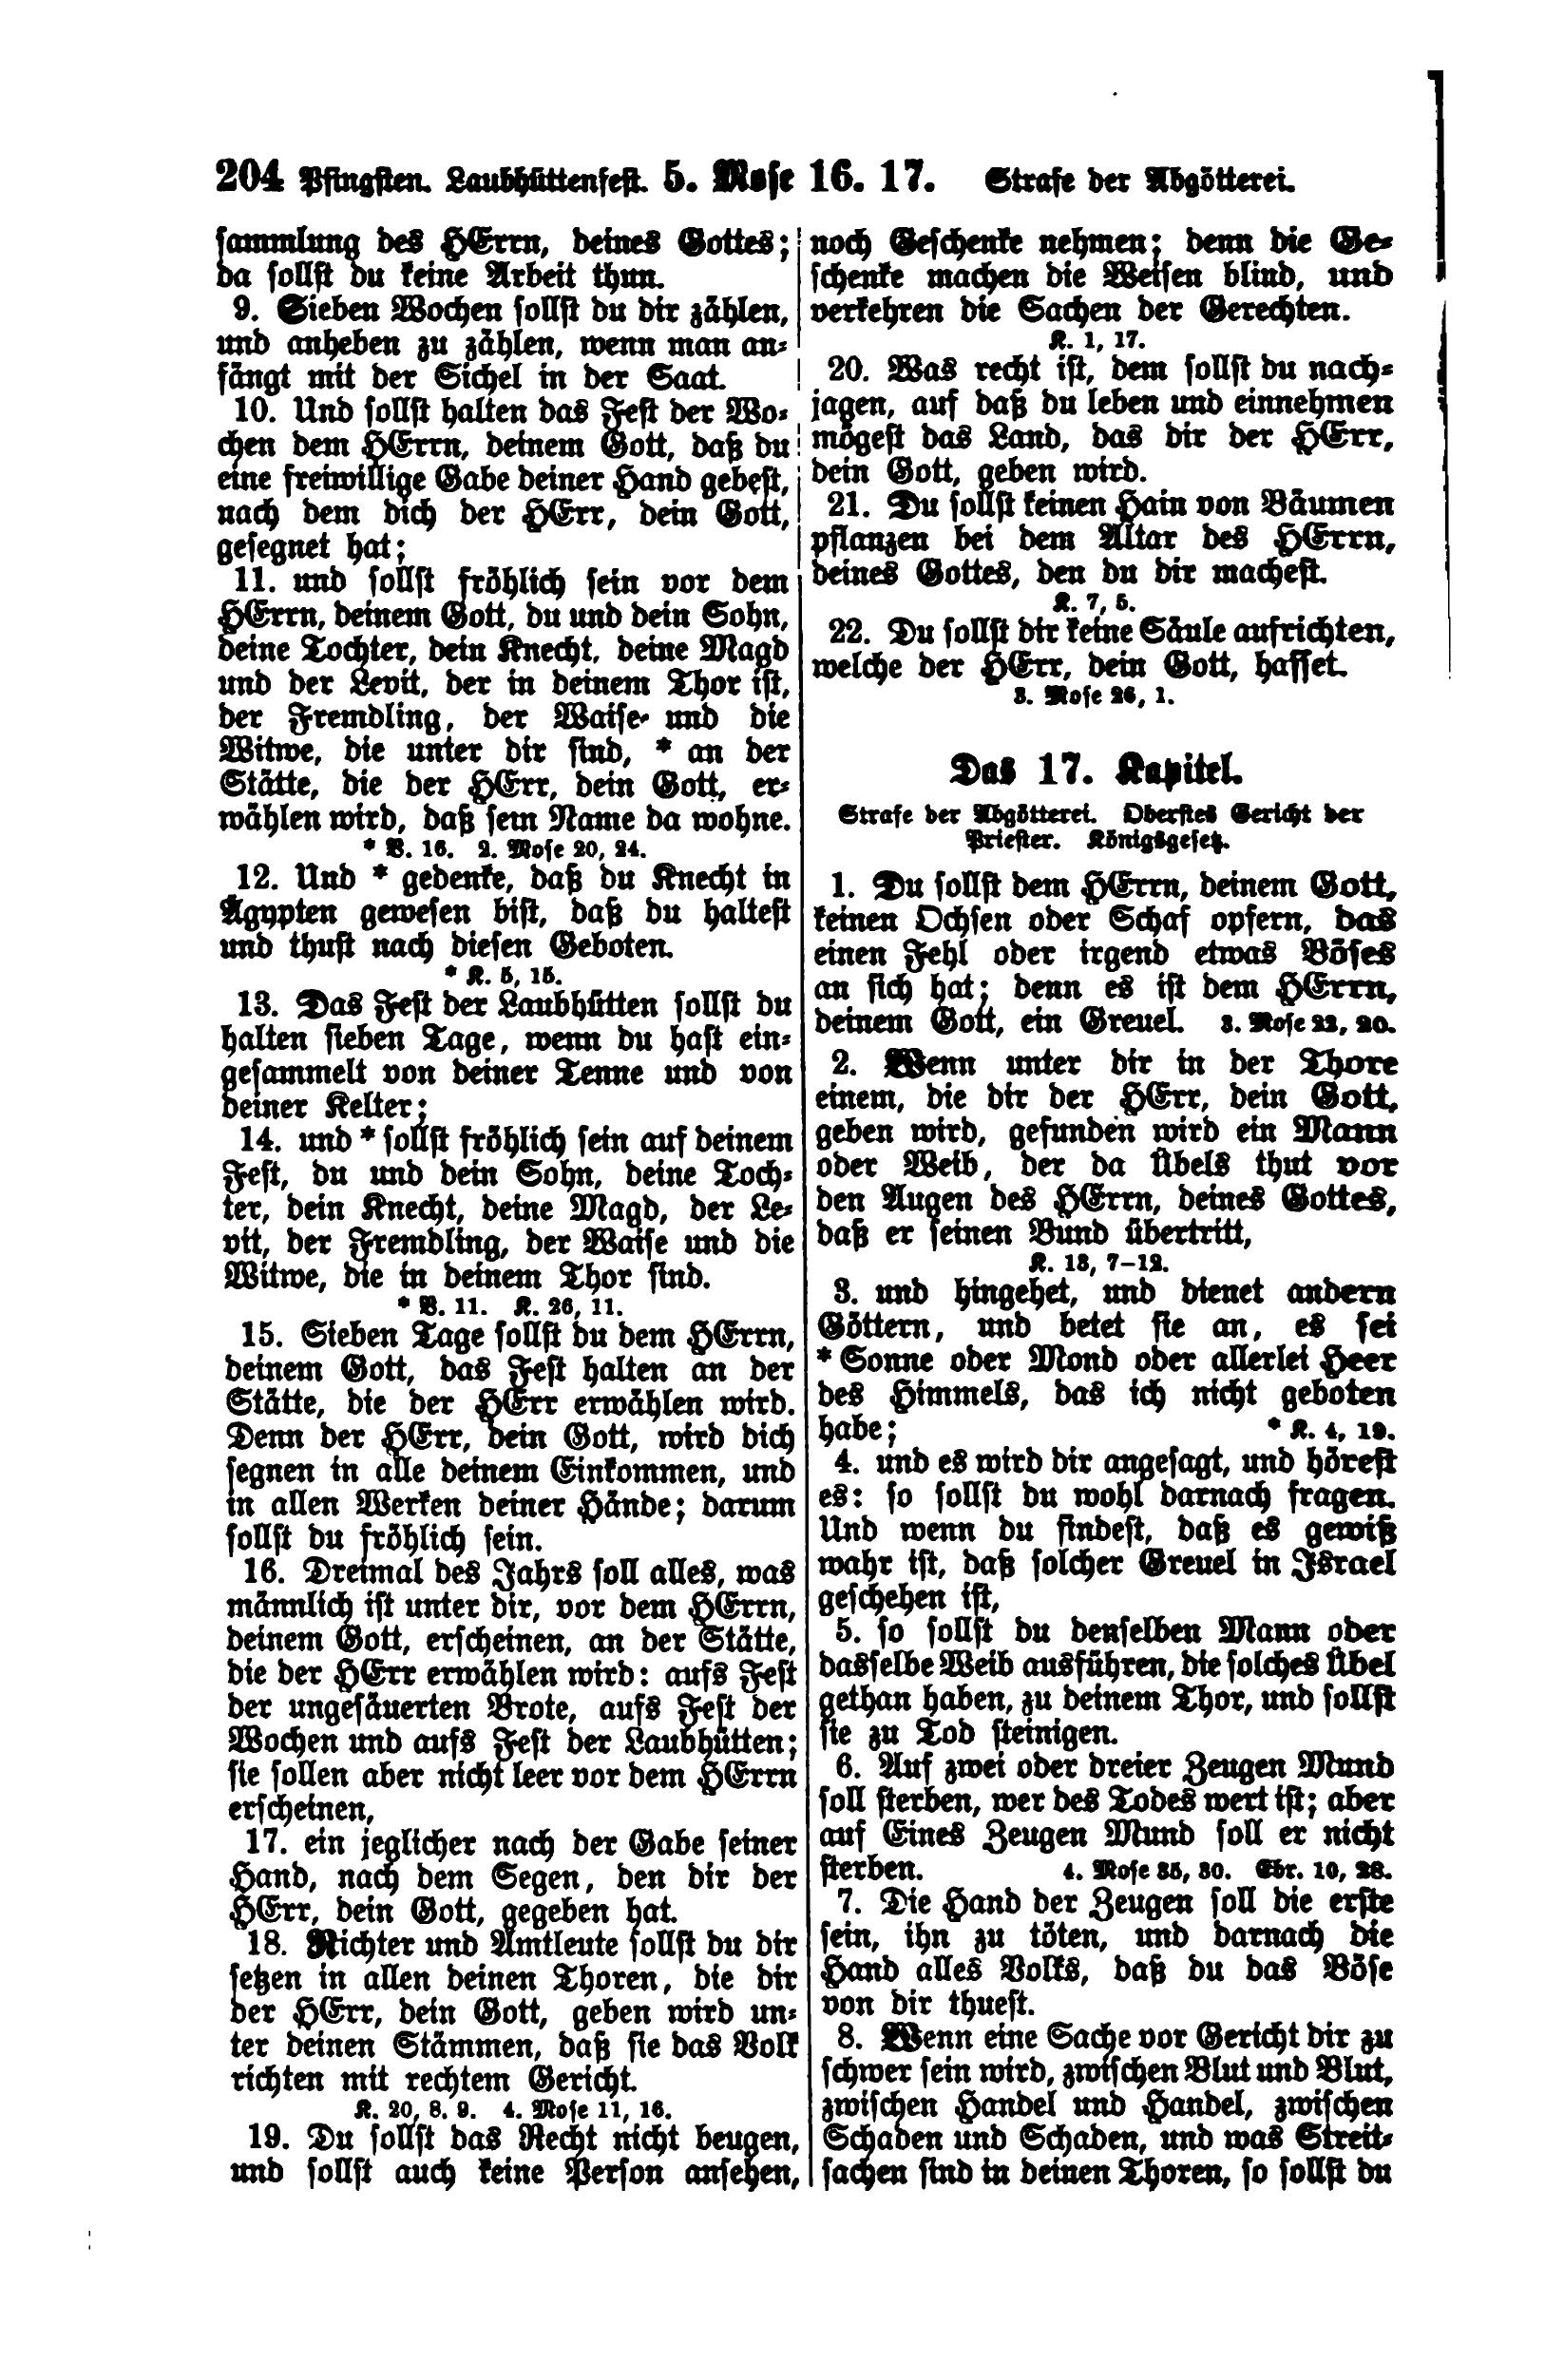 204 Pfingsten. Laubhüttenfest. 5. Mose 16. 17. Strafe der Abgötterei.
sammlung des HErrn, deines Gottes;
da sollst du keine Arbeit thun.
9. Sieben Wochen sollst du dir zählen,
und anheben zu zählen, wenn man an-
fängt mit der Sichel in der Saat.
10. Und sollst halten das Fest der Wo-
chen dem HErrn, deinem Gott, daß du
eine freiwillige Gabe deiner Hand gebest,
nach dem dich der HErr, dein Gott,
gesegnet hat;
11. und sollst fröhlich sein vor dem
HErrn, deinem Gott, du und dein Sohn,
deine Tochter, dein Knecht, deine Magd
und der Levit, der in deinem Thor ist,
der Fremdling, der Waise und die
Witwe, die unter dir sind, * an der
Stätte, die der HErr, dein Gott, er-
wählen wird, daß sein Name da wohne.
* V. 16. 2. Mose 20, 24.
12. Und * gedenke, daß du Knecht in
Ägypten gewesen bist, daß du haltest
und thust nach diesen Geboten.
* K. 5, 15.
13. Das Fest der Laubhütten sollst du
halten sieben Tage, wenn du hast ein-
gesammelt von deiner Tenne und von
deiner Kelter;
14. und * sollst fröhlich sein auf deinem
Fest, du und dein Sohn, deine Toch-
ter, dein Knecht, deine Magd, der Le-
vit, der Fremdling, der Waise und die
Witwe, die in deinem Thor sind.
* V. 11. K. 26, 11.
15. Sieben Tage sollst du dem HErrn,
deinem Gott, das Fest halten an der
Stätte, die der HErr erwählen wird.
Denn der HErr, dein Gott, wird dich
segnen in alle deinem Einkommen, und
in allen Werken deiner Hände; darum
sollst du fröhlich sein.
16. Dreimal des Jahrs soll alles, was
männlich ist unter dir, vor dem HErrn,
deinem Gott, erscheinen, an der Stätte,
die der HErr erwählen wird: aufs Fest
der ungesäuerten Brote, aufs Fest der
Wochen und aufs Fest der Laubhütten;
sie sollen aber nicht leer vor dem HErrn
erscheinen,
17. ein jeglicher nach der Gabe seiner
Hand, nach dem Segen, den dir der
HErr, dein Gott, gegeben hat.
18. Richter und Amtleute sollst du dir
setzen in allen deinen Thoren, die dir
der HErr, dein Gott, geben wird un-
ter deinen Stämmen, daß sie das Volk
richten mit rechtem Gericht.
K. 20, 8. 9. 4. Mose 11, 16.
19. Du sollst das Recht nicht beugen,
und sollst auch keine Person ansehen,
noch Geschenke nehmen; denn die Ge-
schenke machen die Weisen blind, und
verkehren die Sachen der Gerechten.
K. 1, 17.
20. Was recht ist, dem sollst du nach-
jagen, auf daß du leben und einnehmen
mögest das Land, das dir der HErr,
dein Gott, geben wird.
21. Du sollst keinen Hain von Bäumen
pflanzen bei dem Altar des HErrn,
deines Gottes, den du dir machest.
K. 7, 5.
22. Du sollst dir keine Säule aufrichten,
welche der HErr, dein Gott, hasset.
3. Mose 26, 1.
Das 17. Kapitel.
Strafe der Abgötterei. Oberstes Gericht der
Priester. Königsgesetz.
1. Du sollst dem HErrn, deinem Gott,
keinen Ochsen oder Schaf opfern, das
einen Fehl oder irgend etwas Böses
an sich hat; denn es ist dem HErrn,
deinem Gott, ein Greuel. 3. Mose 22, 20.
2. Wenn unter dir in der Thore
einem, die dir der HErr, dein Gott,
geben wird, gefunden wird ein Mann
oder Weib, der da Übels thut vor
den Augen des HErrn, deines Gottes,
daß er seinen Bund übertritt,
K. 13, 7–12.
3. und hingehet, und dienet andern
Göttern, und betet sie an, es sei
* Sonne oder Mond oder allerlei Heer
des Himmels, das ich nicht geboten
habe; * K. 4, 19.
4. und es wird dir angesagt, und hörest
es: so sollst du wohl darnach fragen.
Und wenn du findest, daß es gewiß
wahr ist, daß solcher Greuel in Israel
geschehen ist,
5. so sollst du denselben Mann oder
dasselbe Weib ausführen, die solches Übel
gethan haben, zu deinem Thor, und sollst
sie zu Tod steinigen.
6. Auf zwei oder dreier Zeugen Mund
soll sterben, wer des Todes wert ist; aber
auf Eines Zeugen Mund soll er nicht
sterben. 4. Mose 35, 30. Ebr. 10, 28.
7. Die Hand der Zeugen soll die erste
sein, ihn zu töten, und darnach die
Hand alles Volks, daß du das Böse
von dir thuest.
8. Wenn eine Sache vor Gericht dir zu
schwer sein wird, zwischen Blut und Blut,
zwischen Handel und Handel, zwischen
Schaden und Schaden, und was Streit-
sachen sind in deinen Thoren, so sollst du